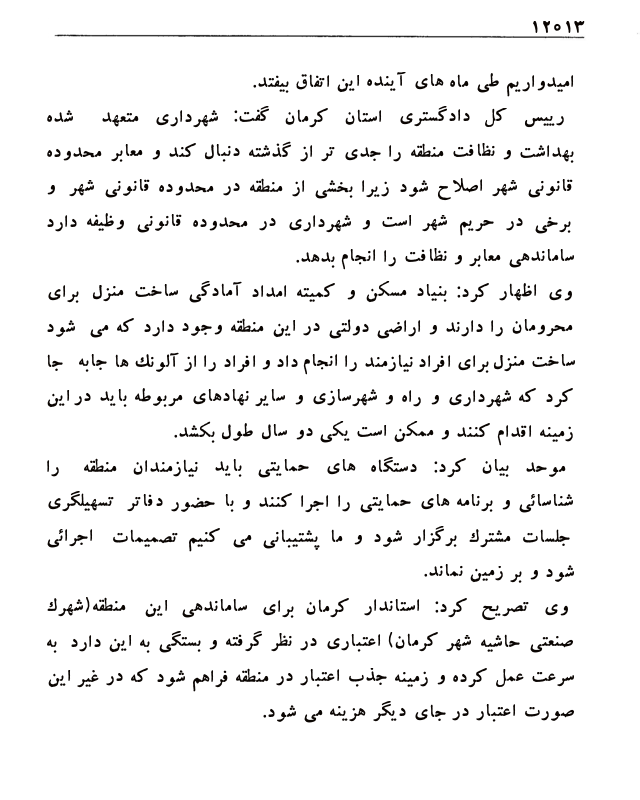 ۱۲۰۱۳
امیدواریم طی ماه های آینده این اتفاق بیفتد.
رییس کل دادگستری استان کرمان گفت: شهرداری متعهد شده
بهداشت و نظافت منطقه را جدی تر از گذشته دنبال کند و معابر محدوده
قانونی شهر اصلاح شود زیرا بخشی از منطقه در محدوده قانونی شهر و
برخی در حریم شهر است و شهرداری در محدوده قانونی وظیفه دارد
ساماندهی معابر و نظافت را انجام بدهد.
وی اظهار کرد: بنیاد مسکن و کمیته امداد آمادگی ساخت منزل برای
محرومان را دارند و اراضی دولتی در این منطقه وجود دارد که می شود
ساخت منزل برای افراد نیازمند را انجام داد و افراد را از آلونك ها جابه جا
کرد که شهرداری و راه و شهرسازی و سایر نهادهای مربوطه باید در این
زمینه اقدام کنند و ممکن است یکی دو سال طول بکشد.
موحد بیان کرد: دستگاه های حمایتی باید نیازمندان منطقه را
شناسائی و برنامه های حمایتی را اجرا کنند و با حضور دفاتر تسهیلگری
جلسات مشترك برگزار شود و ما پشتیبانی می کنیم تصمیمات اجرائی
شود و بر زمین نماند.
وی تصریح کرد: استاندار کرمان برای ساماندهی این منطقه(شهرك
صنعتی حاشیه شهر کرمان) اعتباری در نظر گرفته و بستگی به این دارد به
سرعت عمل کرده و زمینه جذب اعتبار در منطقه فراهم شود که در غیر این
صورت اعتبار در جای دیگر هزینه می شود.